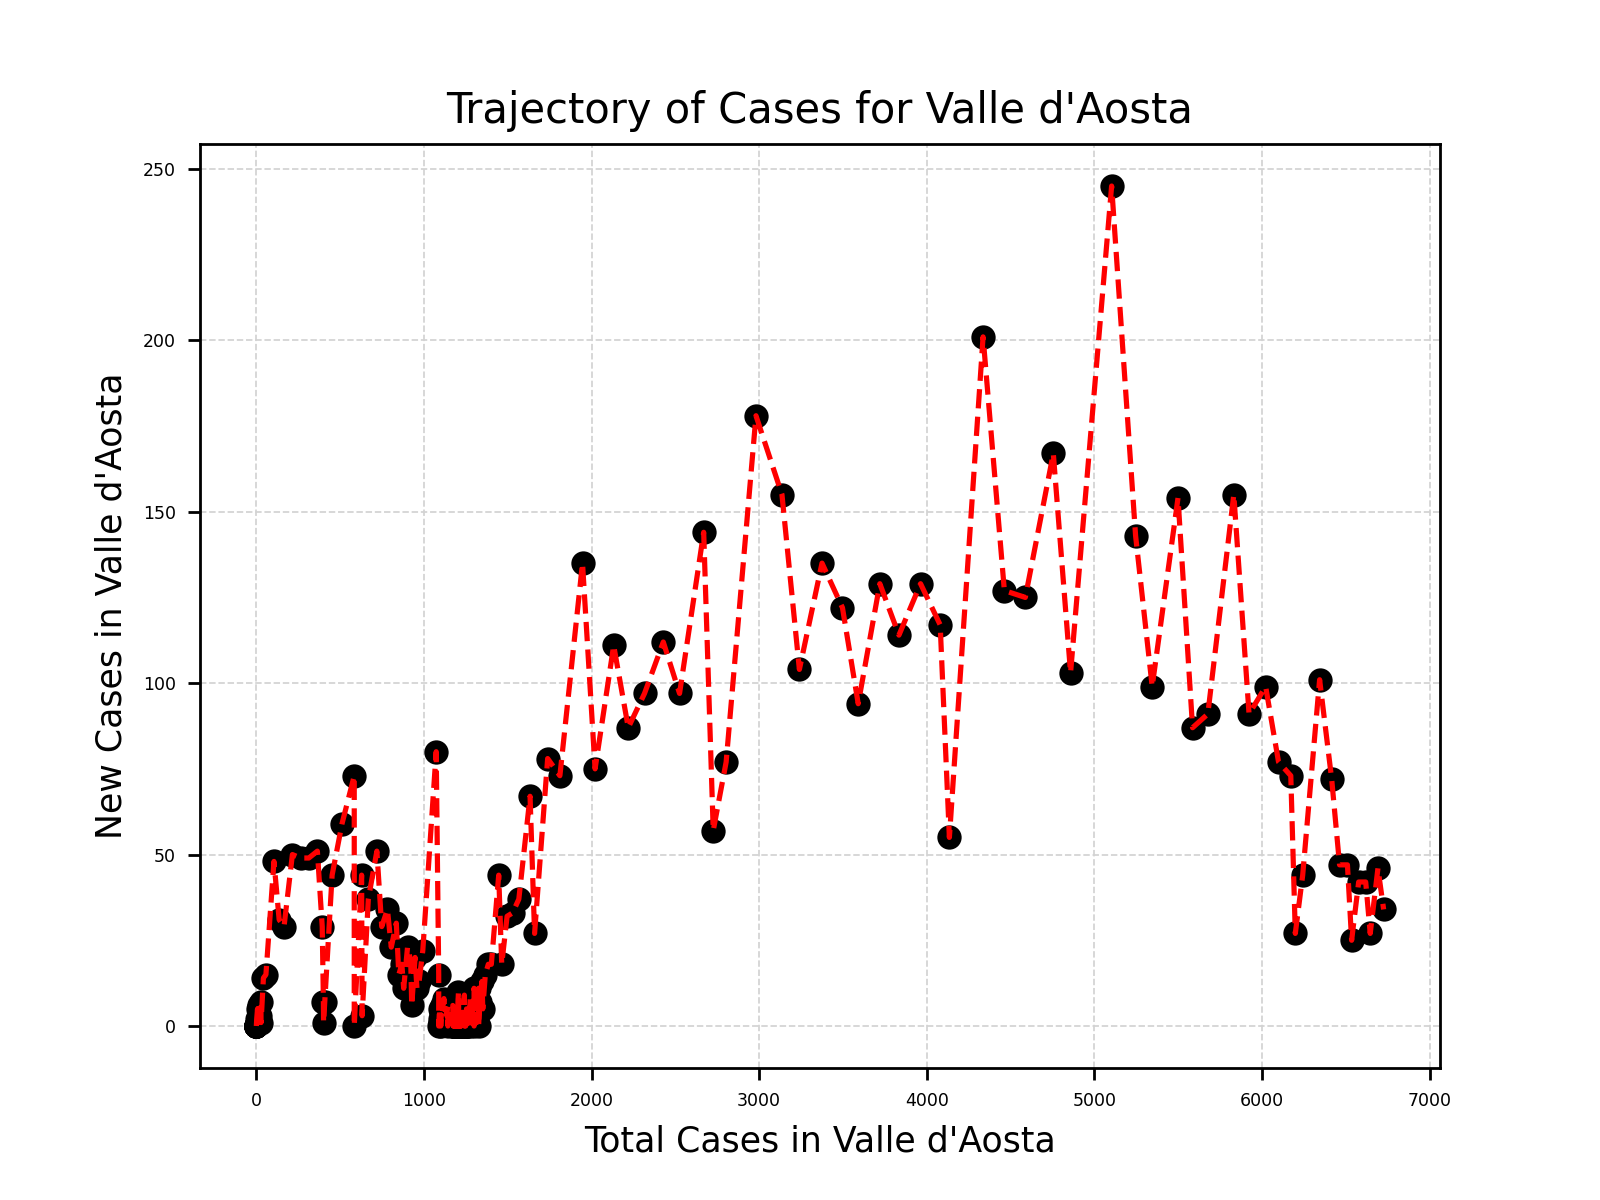 Trajectory of Cases for Valle d'Aosta
250
200
150
100
50
0
New Cases in Valle d'Aosta
0 1000 2000 3000 4000 5000 6000 7000
Total Cases in Valle d'Aosta